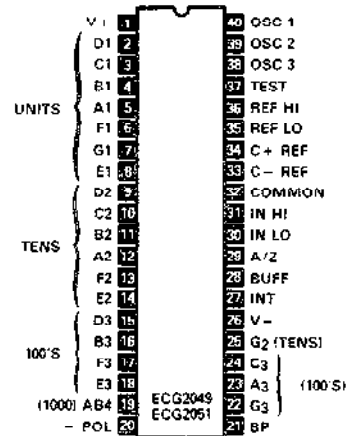 V+ 1 40 OSC 1
D1 2 39 OSC 2
C1 3 38 OSC 3
B1 4 37 TEST
UNITS A1 5 36 REF HI
F1 6 35 REF LO
G1 7 34 C+ REF
E1 8 33 C- REF
D2 9 32 COMMON
C2 10 31 IN HI
B2 11 30 IN LO
TENS A2 12 29 A/Z
F2 13 28 BUFF
E2 14 27 INT
D3 15 26 V-
100'S B3 16 25 G2 (TENS)
F3 17 24 C3
E3 18 23 A3 (100'S)
(1000) AB4 19 ECG2049 22 G3
- POL 20 ECG2051 21 BP